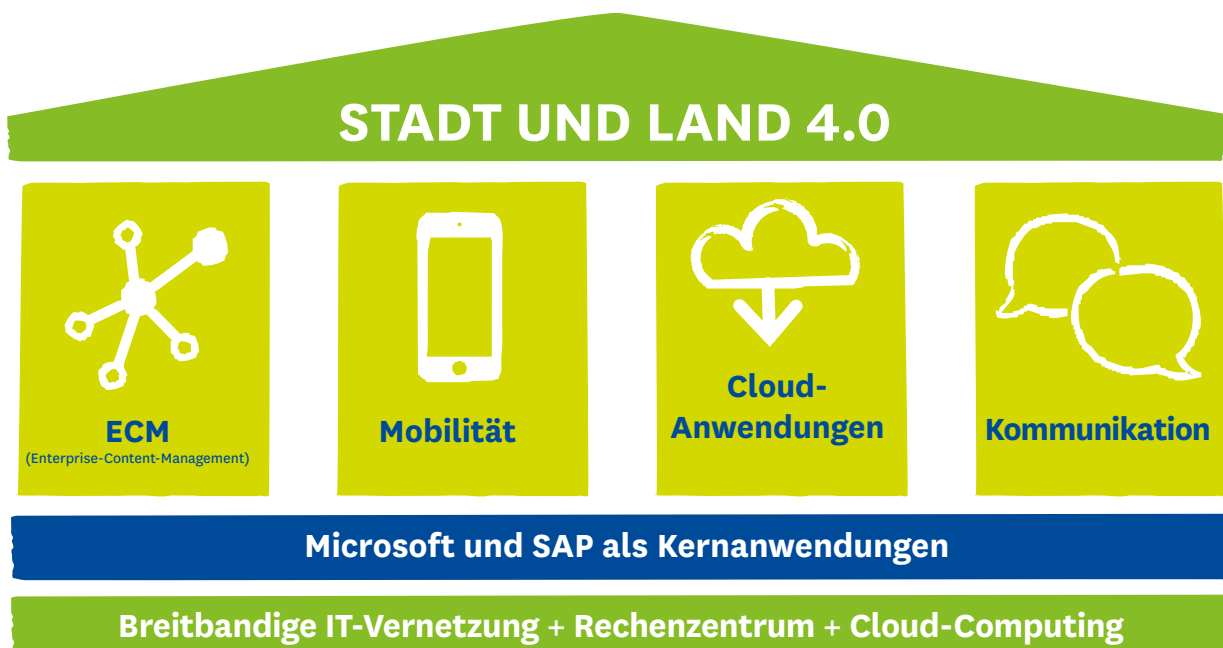 STADT UND LAND 4.0
ECM
(Enterprise-Content-Management)
Mobilität
Cloud-
Anwendungen
Kommunikation
Microsoft und SAP als Kernanwendungen
Breitbandige IT-Vernetzung + Rechenzentrum + Cloud-Computing